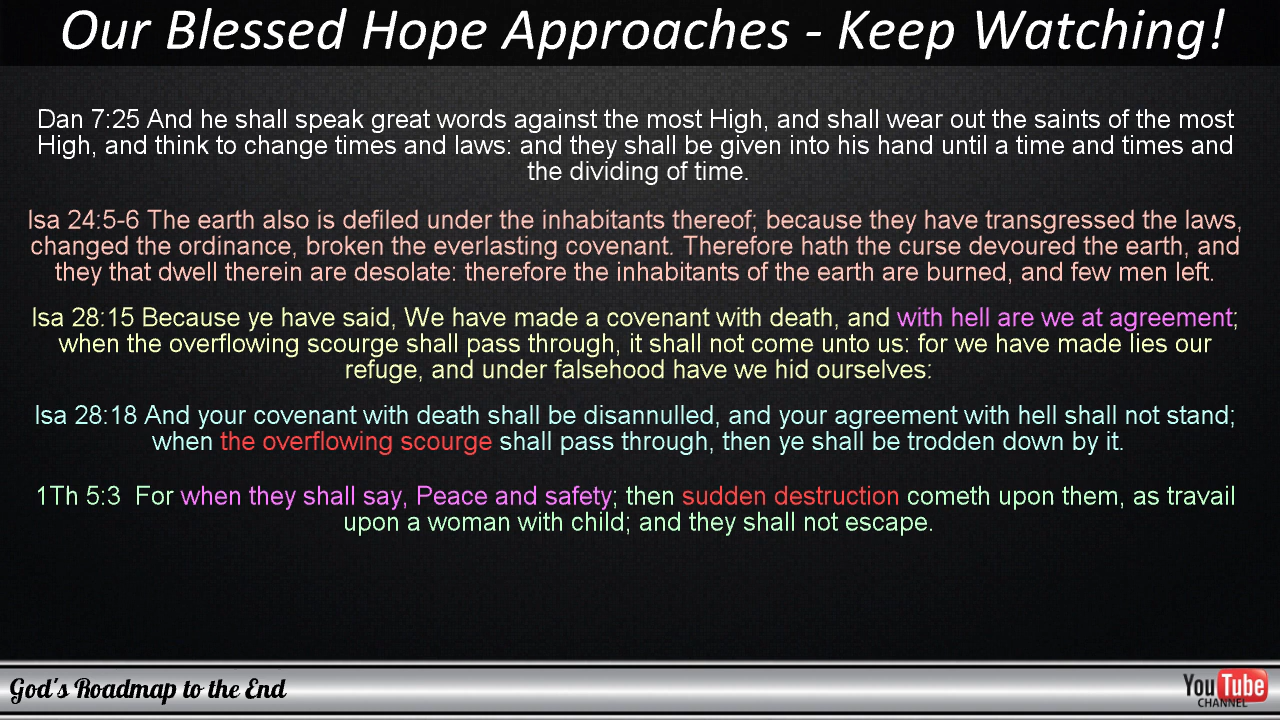 Our Blessed Hope Approaches - Keep Watching!
Dan 7:25 And he shall speak great words against the most High, and shall wear out the saints of the most
High, and think to change times and laws: and they shall be given into his hand until a time and times and
the dividing of time.
Isa 24:5-6 The earth also is defiled under the inhabitants thereof; because they have transgressed the laws,
changed the ordinance, broken the everlasting covenant. Therefore hath the curse devoured the earth, and
they that dwell therein are desolate: therefore the inhabitants of the earth are burned, and few men left.
Isa 28:15 Because ye have said, We have made a covenant with death, and with hell are we at agreement;
when the overflowing scourge shall pass through, it shall not come unto us: for we have made lies our
refuge, and under falsehood have we hid ourselves:
Isa 28:18 And your covenant with death shall be disannulled, and your agreement with hell shall not stand;
when the overflowing scourge shall pass through, then ye shall be trodden down by it.
1Th 5:3 For when they shall say, Peace and safety; then sudden destruction cometh upon them, as travail
upon a woman with child; and they shall not escape.
God's Roadmap to the End
YouTube
CHANNEL